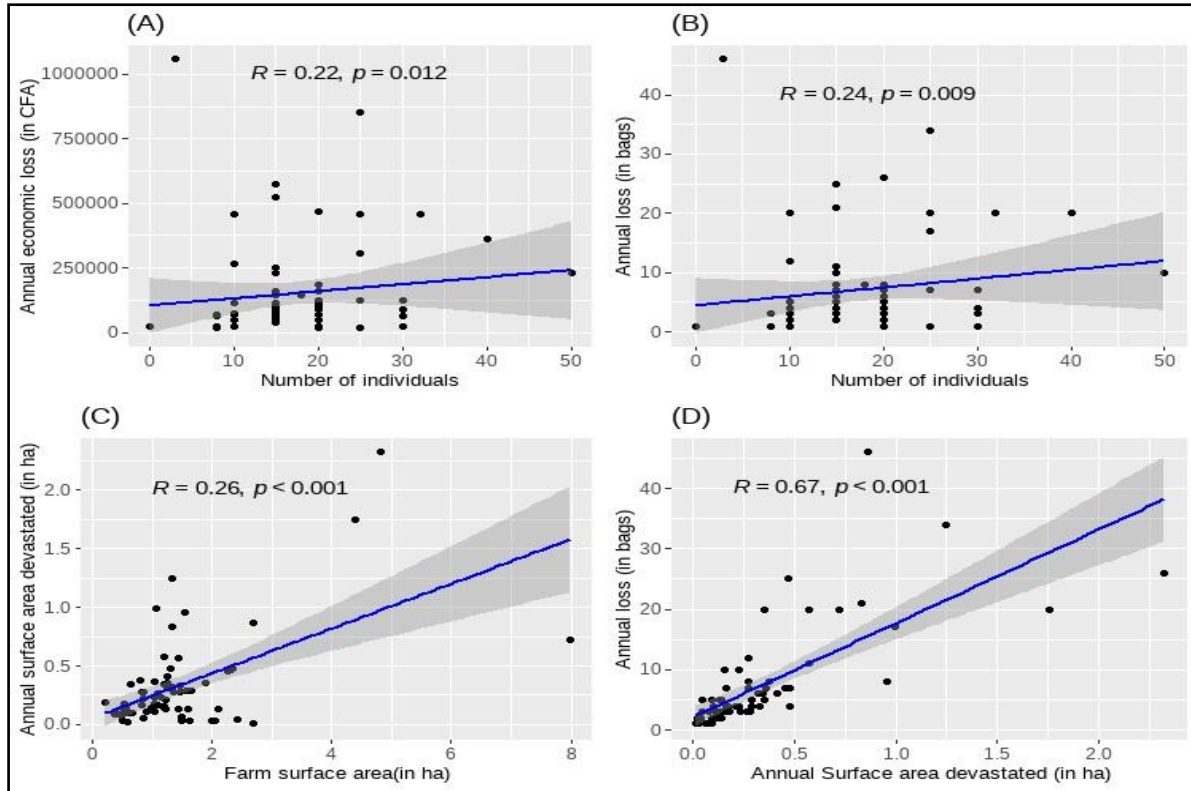 (A)
R = 0.22, p = 0.012
Annual economic loss (in CFA)
1000000
750000
500000
250000
0
0 10 20 30 40 50
Number of individuals
(B)
R = 0.24, p = 0.009
Annual loss (in bags)
40
30
20
10
0
0 10 20 30 40 50
Number of individuals
(C)
R = 0.26, p < 0.001
Annual surface area devastated (in ha)
2.0
1.5
1.0
0.5
0.0
0 2 4 6 8
Farm surface area(in ha)
(D)
R = 0.67, p < 0.001
Annual loss (in bags)
40
30
20
10
0
0.0 0.5 1.0 1.5 2.0
Annual Surface area devastated (in ha)